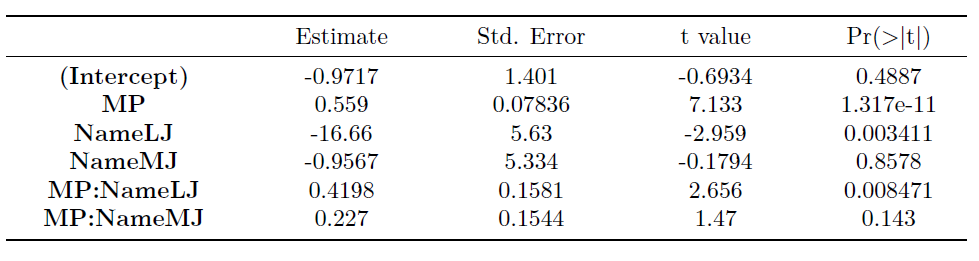 Estimate Std. Error t value Pr(>|t|)
(Intercept) -0.9717 1.401 -0.6934 0.4887
MP 0.559 0.07836 7.133 1.317e-11
NameLJ -16.66 5.63 -2.959 0.003411
NameMJ -0.9567 5.334 -0.1794 0.8578
MP:NameLJ 0.4198 0.1581 2.656 0.008471
MP:NameMJ 0.227 0.1544 1.47 0.143